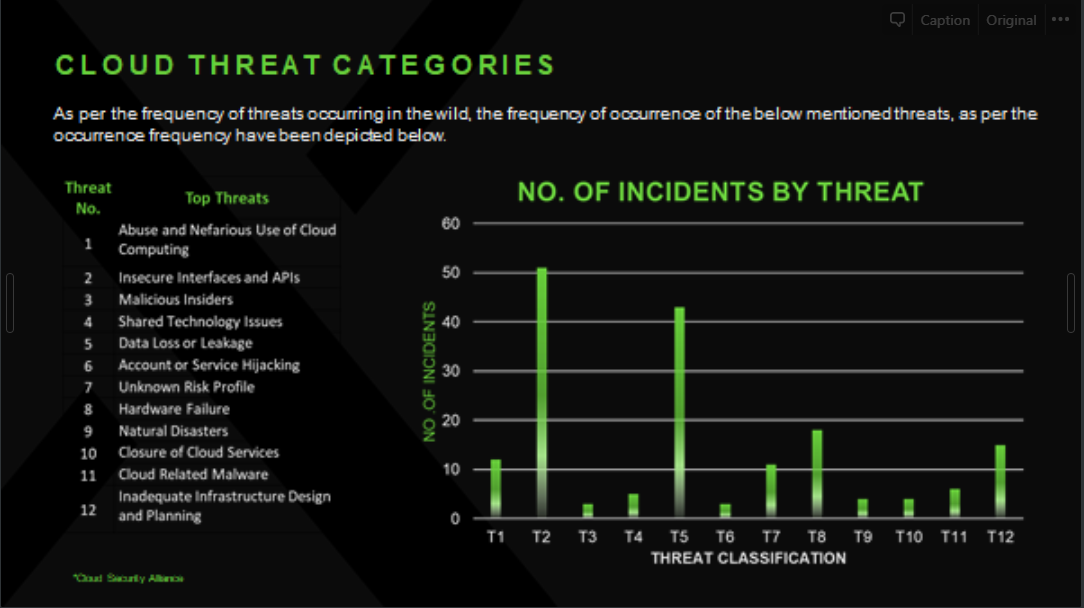 Caption Original
CLOUD THREAT CATEGORIES
As per the frequency of threats occurring in the wild, the frequency of occurrence of the below mentioned threats, as per the
occurrence frequency have been depicted below.
Threat
No.
Top Threats
1 Abuse and Nefarious Use of Cloud
Computing
2 Insecure Interfaces and APIs
3 Malicious Insiders
4 Shared Technology Issues
5 Data Loss or Leakage
6 Account or Service Hijacking
7 Unknown Risk Profile
8 Hardware Failure
9 Natural Disasters
10 Closure of Cloud Services
11 Cloud Related Malware
12 Inadequate Infrastructure Design
and Planning
*Cloud Security Alliance
NO. OF INCIDENTS BY THREAT
NO. OF INCIDENTS
60
50
40
30
20
10
0
T1 T2 T3 T4 T5 T6 T7 T8 T9 T10 T11 T12
THREAT CLASSIFICATION